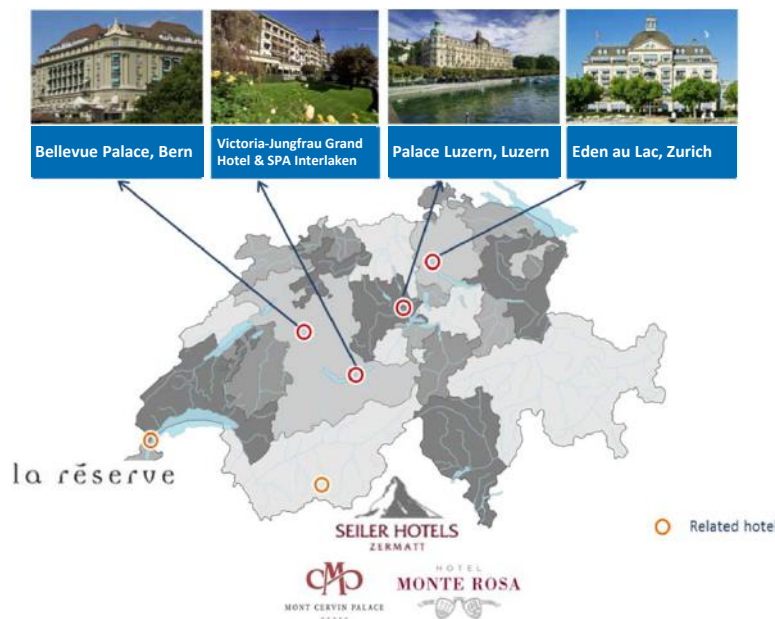 Bellevue Palace, Bern
Victoria-Jungfrau Grand
Hotel & SPA Interlaken
Palace Luzern, Luzern
Eden au Lac, Zurich
la réserve
SEILER HOTELS
ZERMATT
MONT CERVIN PALACE
HOTEL
MONTE ROSA
Related hotel